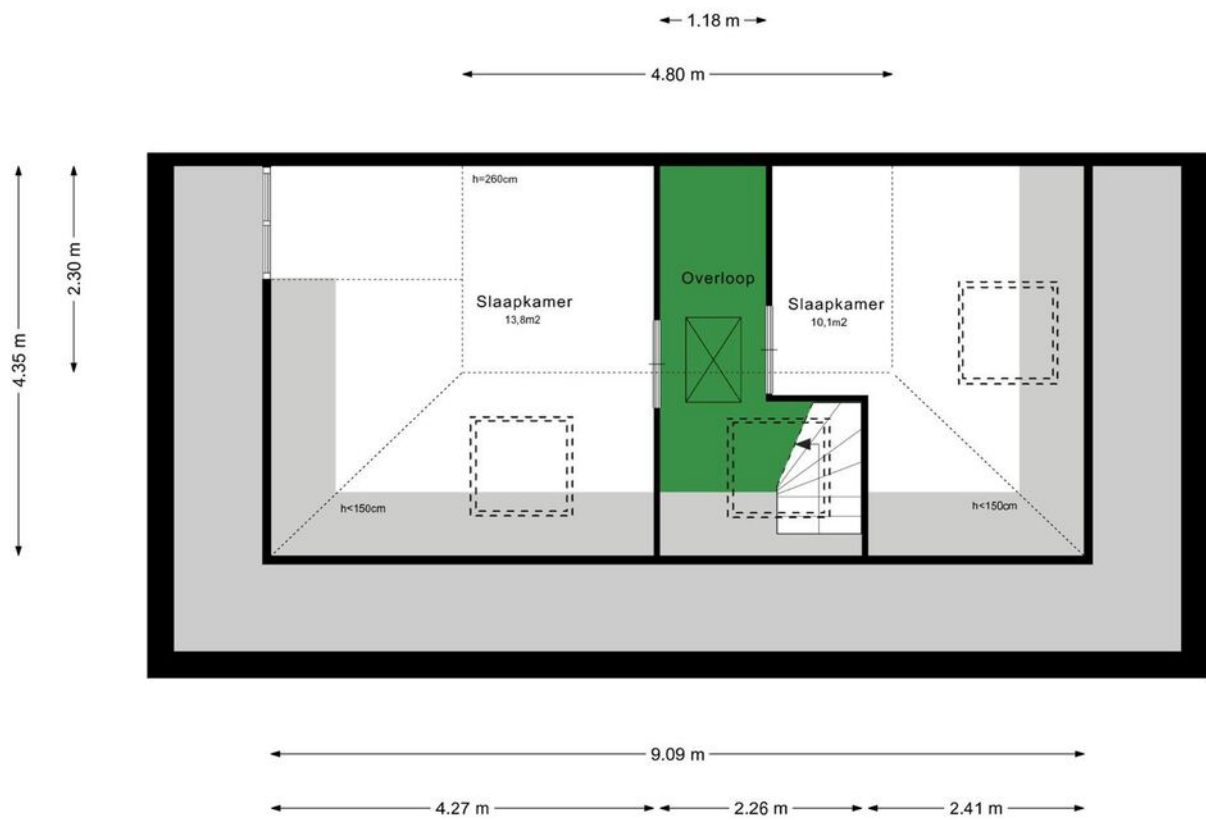 1.18 m
4.80 m
h=260cm
2.30 m
4.35 m
Overloop
Slaapkamer
13,8m2
Slaapkamer
10,1m2
h<150cm
h<150cm
9.09 m
4.27 m
2.26 m
2.41 m